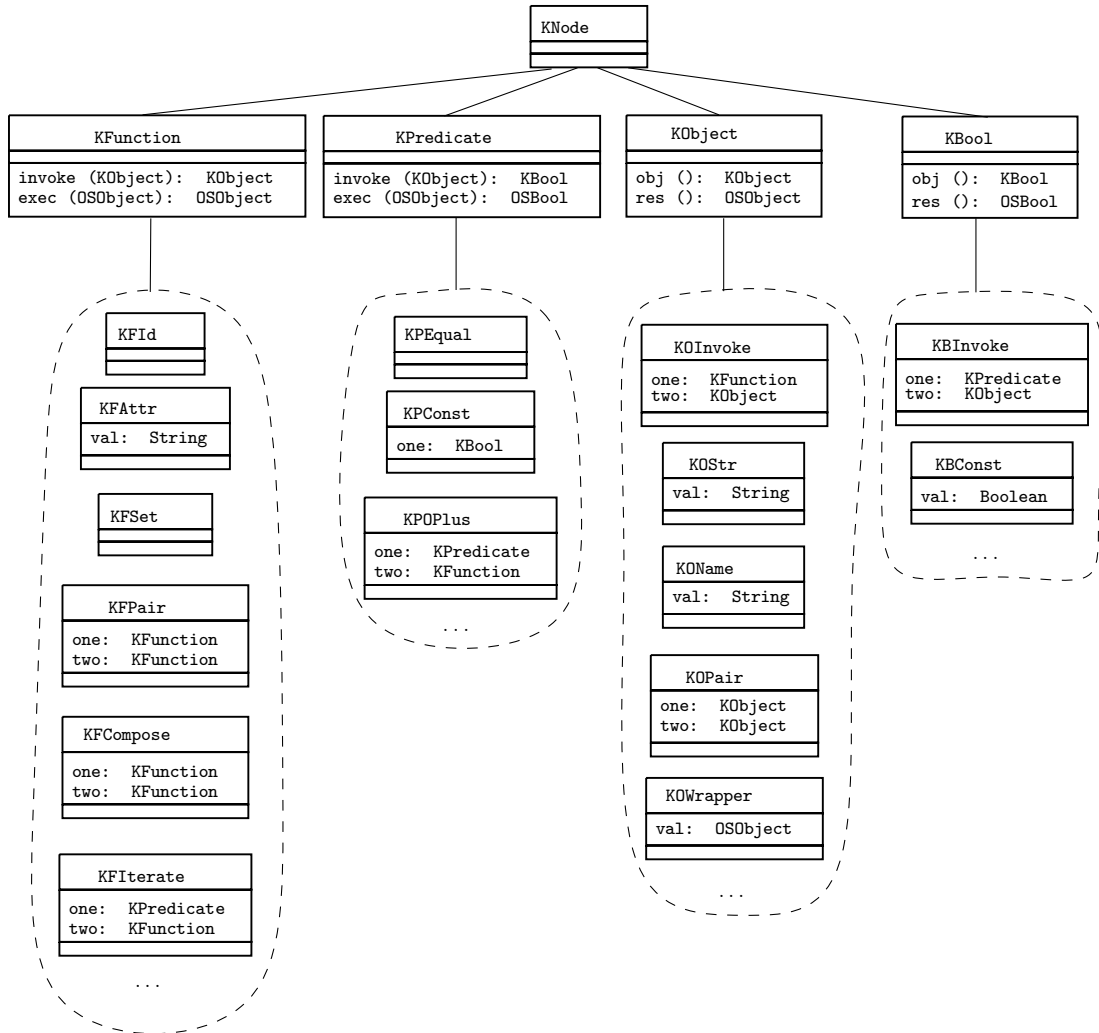 KNode
KFunction
invoke (KObject): KObject
exec (OSObject): OSObject
KPredicate
invoke (KObject): KBool
exec (OSObject): OSBool
KObject
obj (): KObject
res (): OSObject
KBool
obj (): KBool
res (): OSBool
KFId
KFAttr
val: String
KFSet
KFPair
one: KFunction
two: KFunction
KFCompose
one: KFunction
two: KFunction
KFIterate
one: KPredicate
two: KFunction
...
KPEqual
KPConst
one: KBool
KPOPlus
one: KPredicate
two: KFunction
...
KOInvoke
one: KFunction
two: KObject
KOStr
val: String
KOName
val: String
KOPair
one: KObject
two: KObject
KOWrapper
val: OSObject
...
KBInvoke
one: KPredicate
two: KObject
KBConst
val: Boolean
...